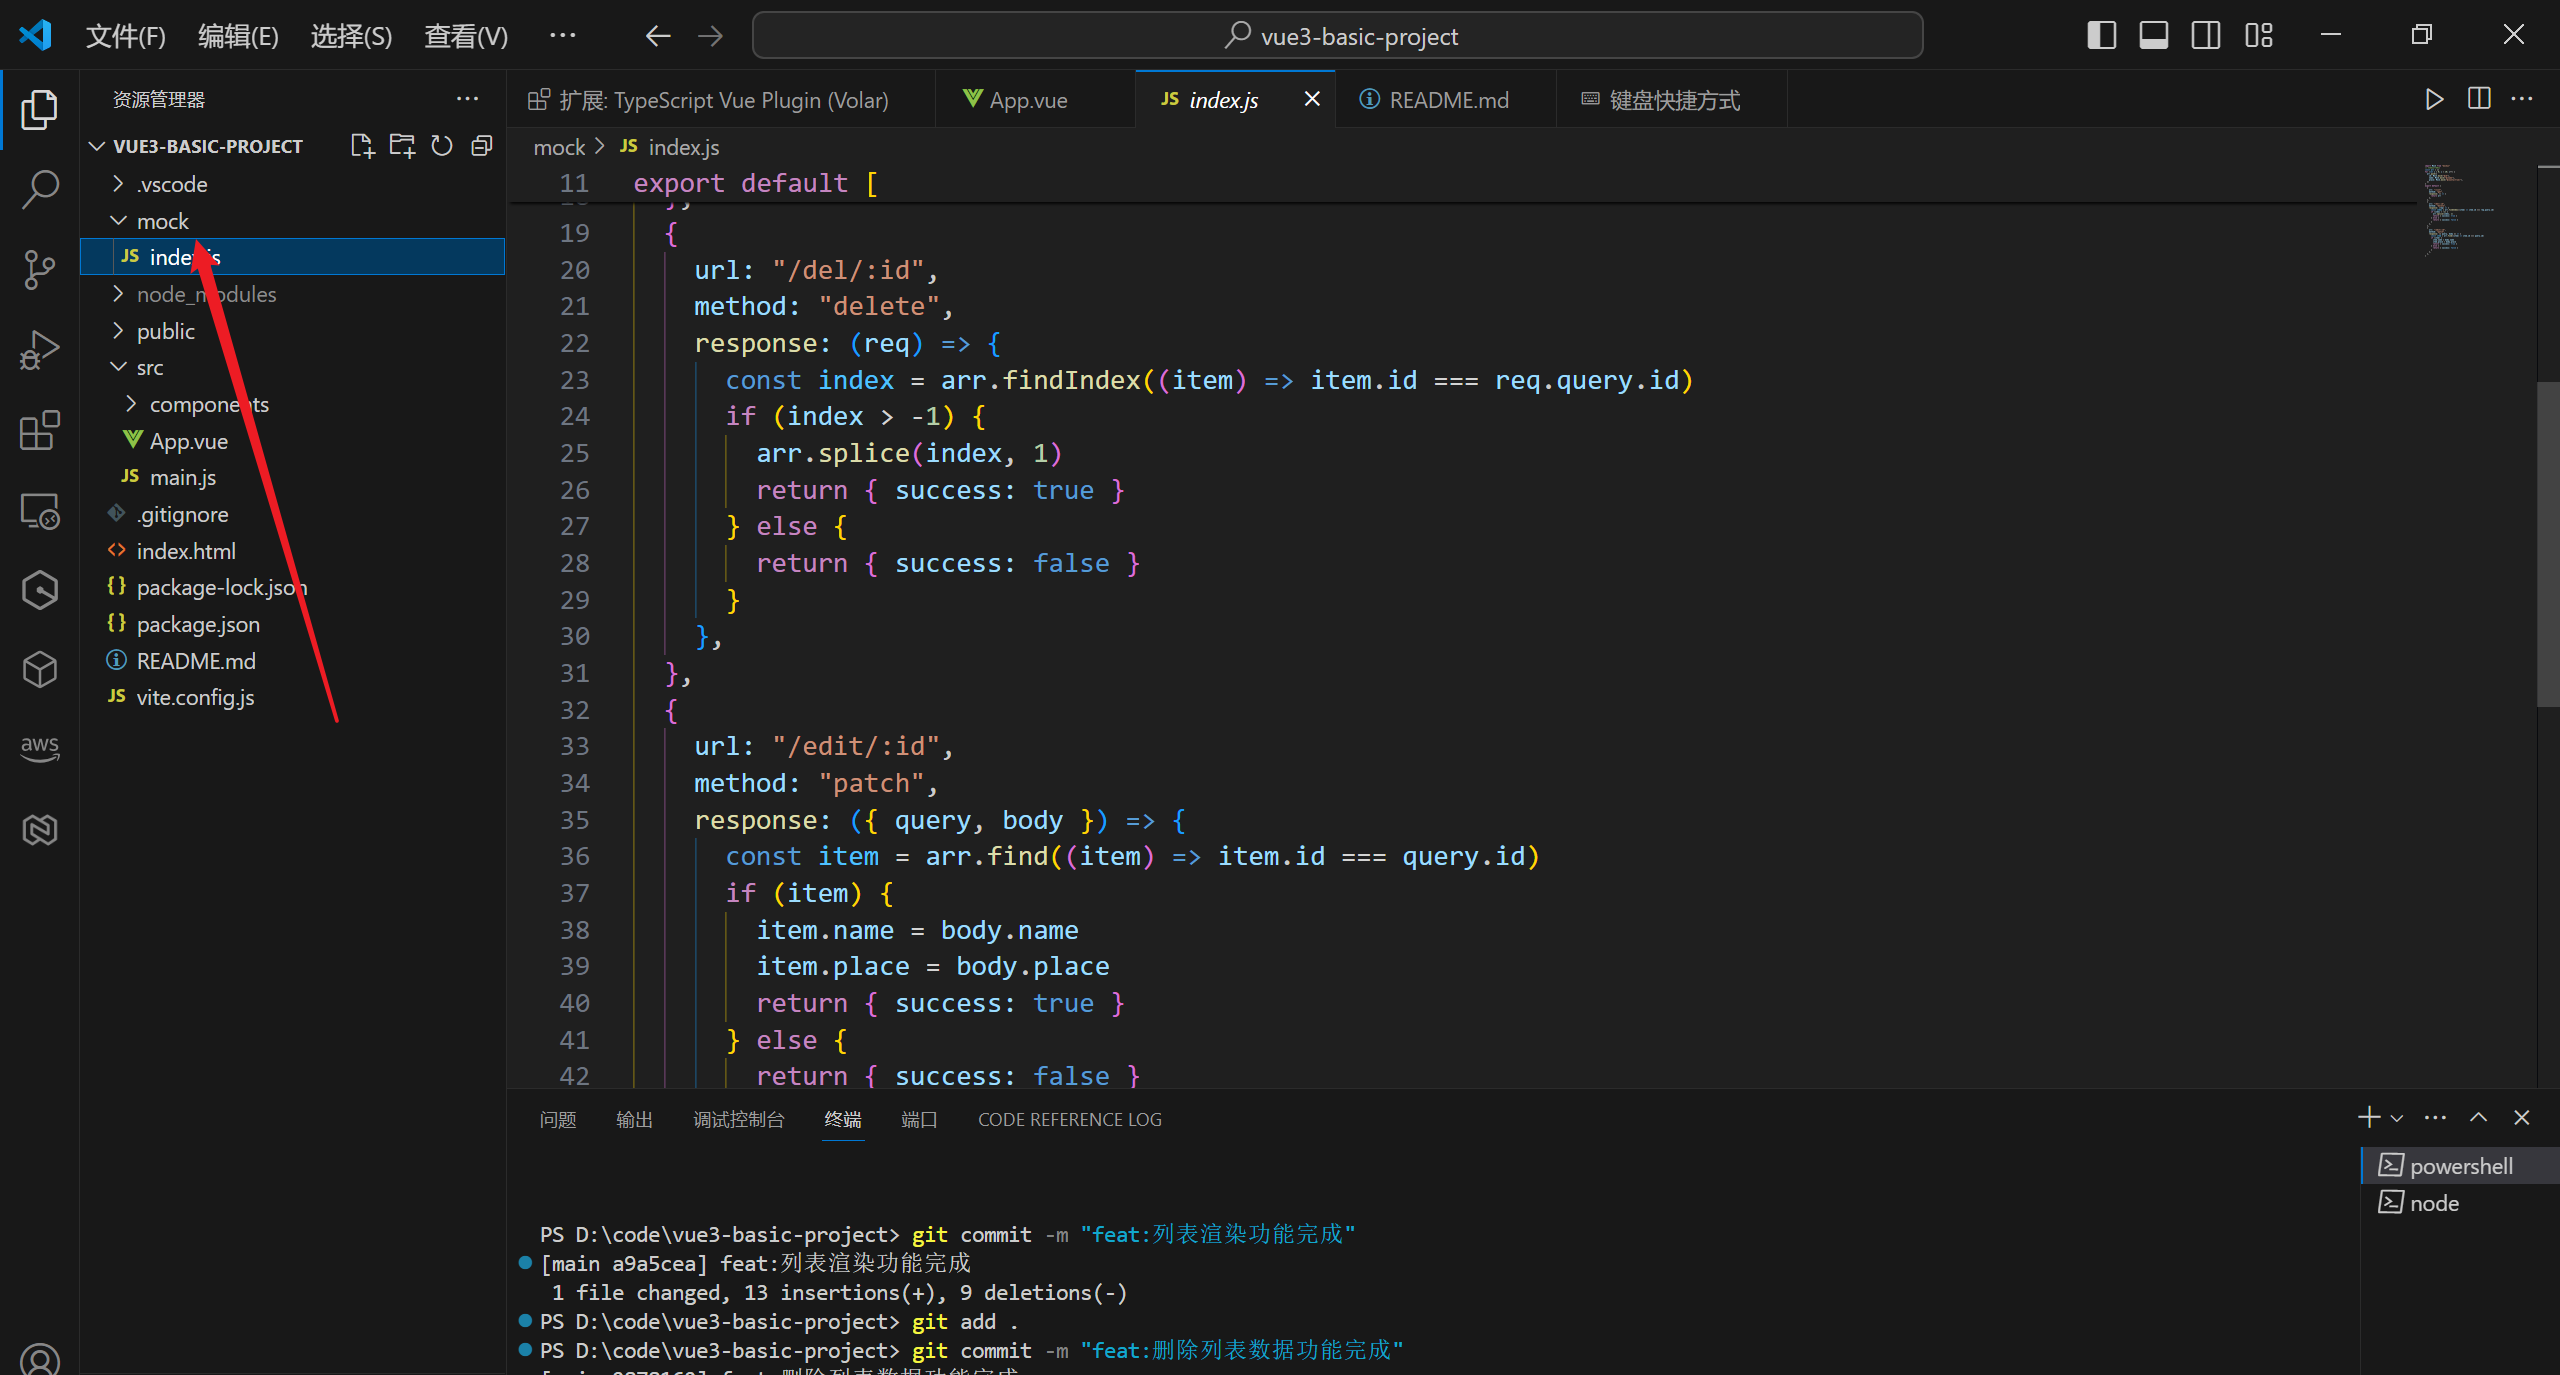 文件(F) 编辑(E) 选择(S) 查看(V) ··· vue3-basic-project
资源管理器
VUE3-BASIC-PROJECT
.vscode
mock
JS index.js
node_modules
public
src
components
App.vue
JS main.js
.gitignore
index.html
{} package-lock.json
{} package.json
README.md
JS vite.config.js
aws
扩展: TypeScript Vue Plugin (Volar) App.vue JS index.js README.md 键盘快捷方式
mock > JS index.js
11 export default [
19 {
20 url: "/del/:id",
21 method: "delete",
22 response: (req) => {
23 const index = arr.findIndex((item) => item.id === req.query.id)
24 if (index > -1) {
25 arr.splice(index, 1)
26 return { success: true }
27 } else {
28 return { success: false }
29 }
30 },
31 },
32 {
33 url: "/edit/:id",
34 method: "patch",
35 response: ({ query, body }) => {
36 const item = arr.find((item) => item.id === query.id)
37 if (item) {
38 item.name = body.name
39 item.place = body.place
40 return { success: true }
41 } else {
42 return { success: false }
问题 输出 调试控制台 终端 端口 CODE REFERENCE LOG
PS D:\code\vue3-basic-project> git commit -m "feat:列表渲染功能完成"
[main a9a5cea] feat:列表渲染功能完成
1 file changed, 13 insertions(+), 9 deletions(-)
PS D:\code\vue3-basic-project> git add .
PS D:\code\vue3-basic-project> git commit -m "feat:删除列表数据功能完成"
powershell
node